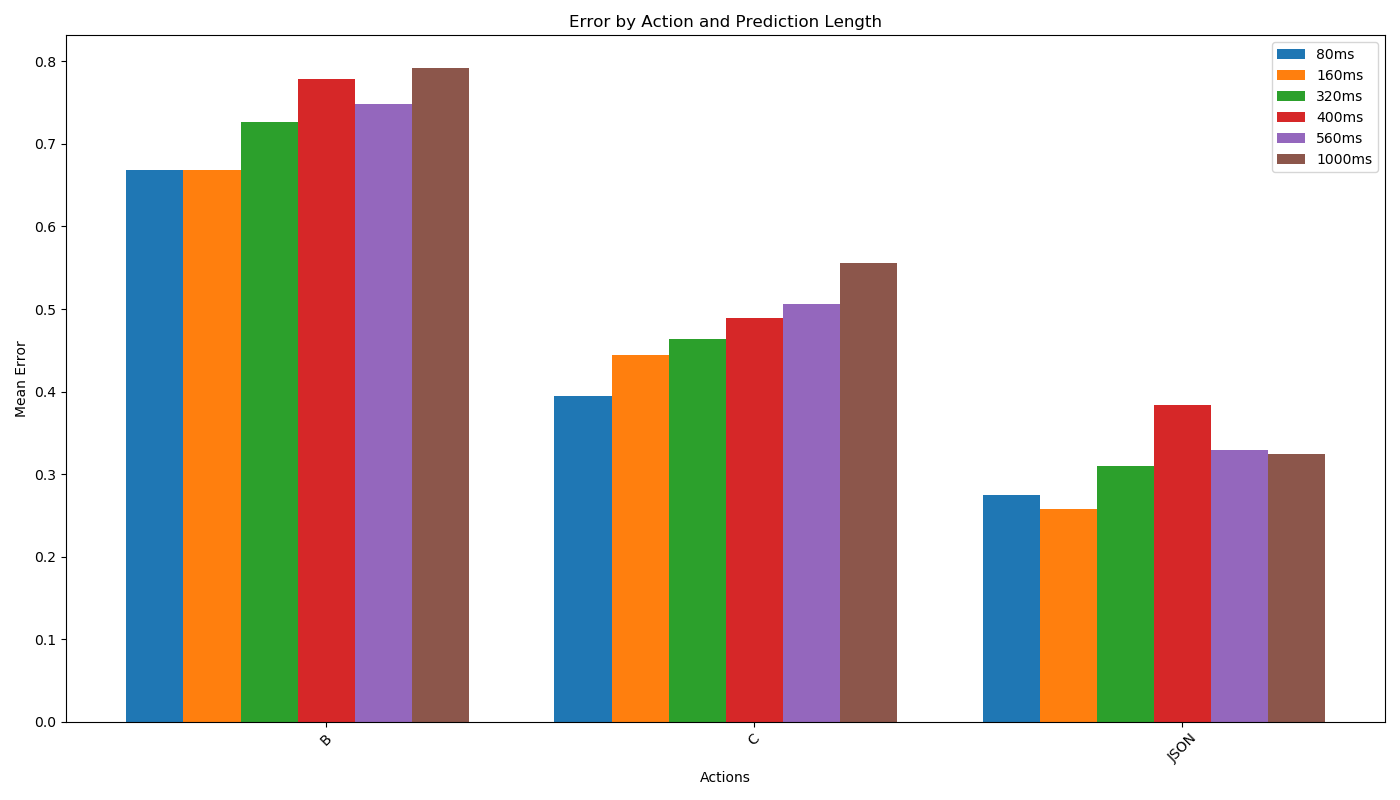 Error by Action and Prediction Length
80ms
160ms
320ms
400ms
560ms
1000ms
Mean Error
0.8
0.7
0.6
0.5
0.4
0.3
0.2
0.1
0.0
B
C
JSON
Actions